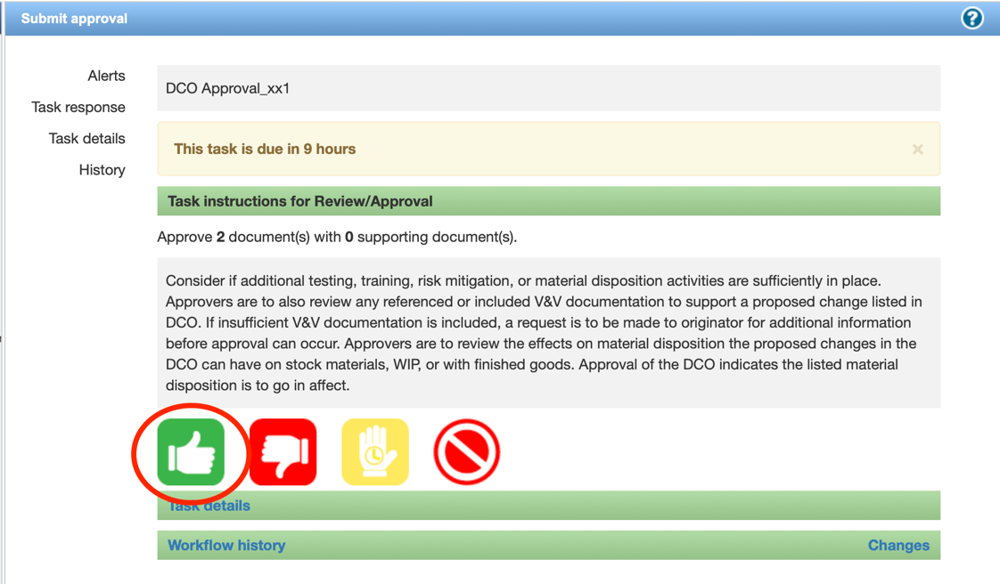 Submit approval
?
Alerts
Task response
Task details
History
DCO Approval_xx1
This task is due in 9 hours
×
Task instructions for Review/Approval
Approve 2 document(s) with 0 supporting document(s).
Consider if additional testing, training, risk mitigation, or material disposition activities are sufficiently in place.
Approvers are to also review any referenced or included V&V documentation to support a proposed change listed in
DCO. If insufficient V&V documentation is included, a request is to be made to originator for additional information
before approval can occur. Approvers are to review the effects on material disposition the proposed changes in the
DCO can have on stock materials, WIP, or with finished goods. Approval of the DCO indicates the listed material
disposition is to go in affect.
Task details
Workflow history
Changes